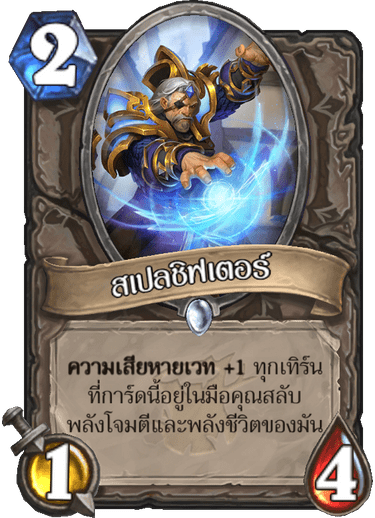 2
สเปลชิฟเตอร์
ความเสียหายเวท +1 ทุกเทิร์น
ที่การ์ดนี้อยู่ในมือคุณสลับ
พลังโจมตีและพลังชีวิตของมัน
1
4